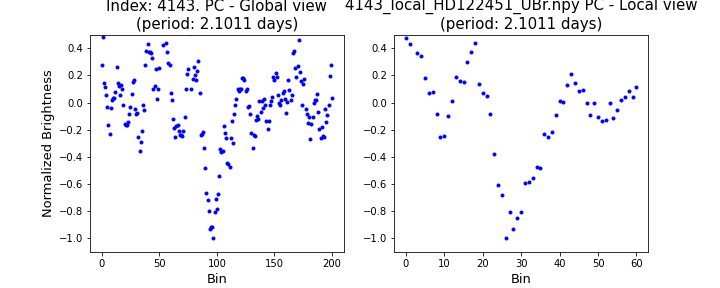 Index: 4143. PC - Global view
(period: 2.1011 days)
4143_local_HD122451_UBr.npy PC - Local view
(period: 2.1011 days)
Normalized Brightness
0.4
0.2
0.0
−0.2
−0.4
−0.6
−0.8
−1.0
0 50 100 150 200
Bin
0.4
0.2
0.0
−0.2
−0.4
−0.6
−0.8
−1.0
0 10 20 30 40 50 60
Bin